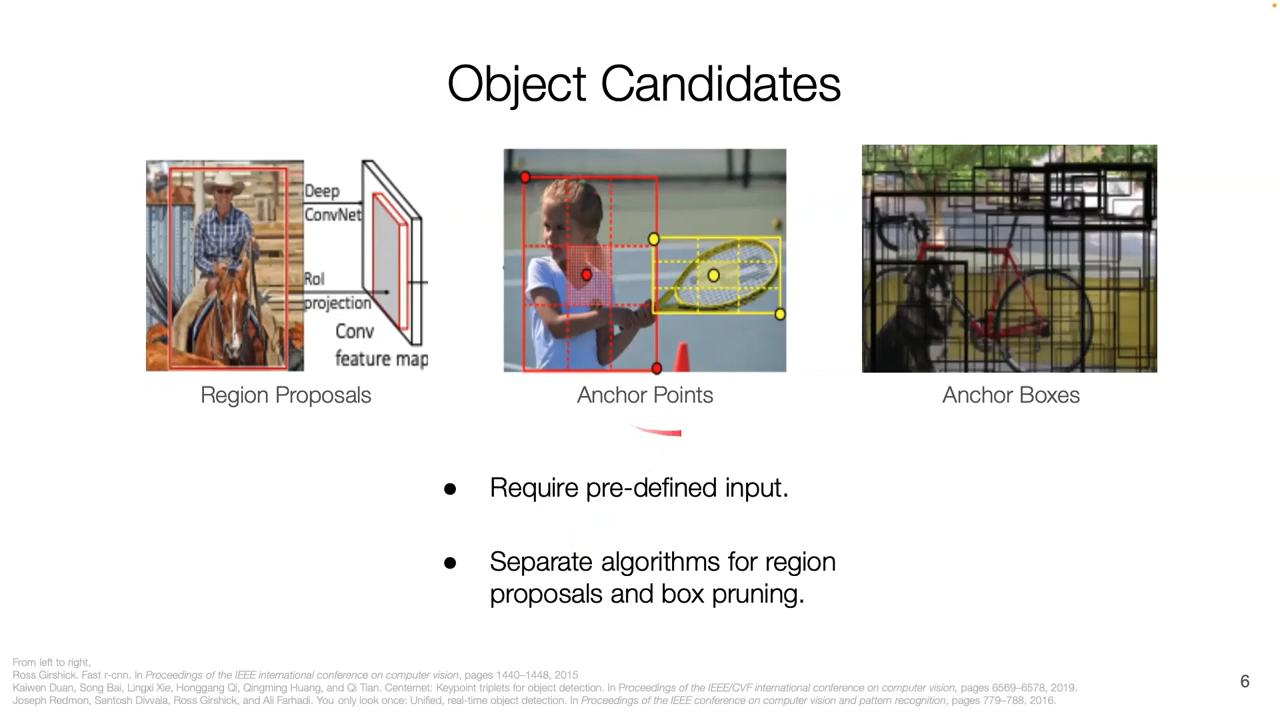 Object Candidates
Deep
ConvNet
RoI
projection
Conv
feature map
Region Proposals
Anchor Points
Anchor Boxes
● Require pre-defined input.
● Separate algorithms for region
proposals and box pruning.
From left to right,
Ross Girshick. Fast r-cnn. In Proceedings of the IEEE international conference on computer vision, pages 1440–1448, 2015
Kaiwen Duan, Song Bai, Lingxi Xie, Honggang Qi, Qingming Huang, and Qi Tian. Centernet: Keypoint triplets for object detection. In Proceedings of the IEEE/CVF international conference on computer vision, pages 6569–6578, 2019.
Joseph Redmon, Santosh Divvala, Ross Girshick, and Ali Farhadi. You only look once: Unified, real-time object detection. In Proceedings of the IEEE conference on computer vision and pattern recognition, pages 779–788, 2016.
6